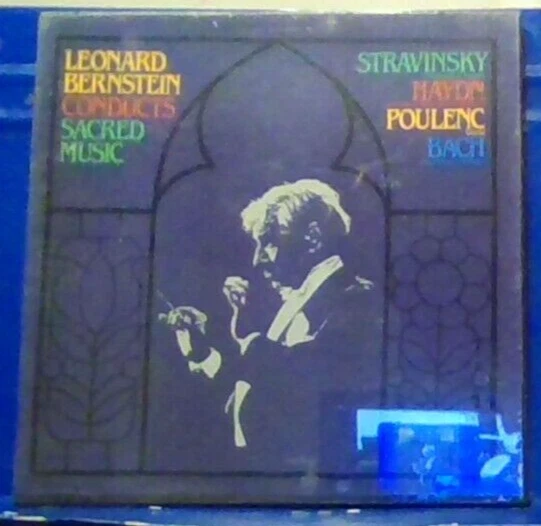 LEONARD
BERNSTEIN
CONDUCTS
SACRED
MUSIC
STRAVINSKY
HAYDN
POULENC
BACH